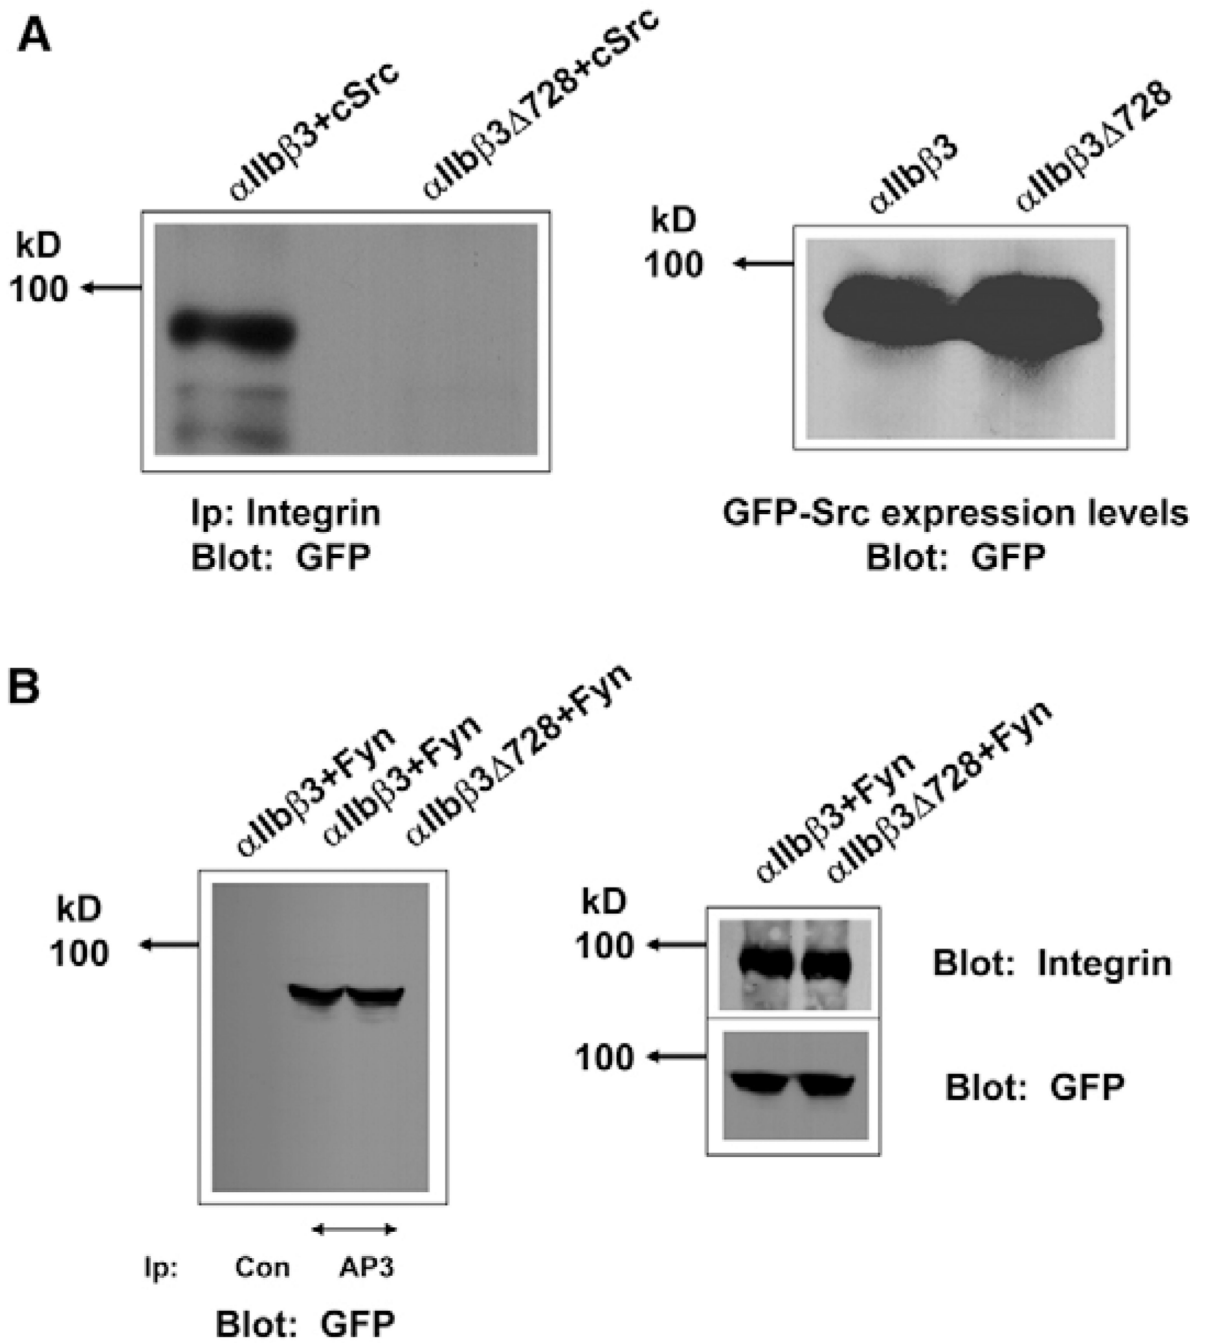 A
αIIbβ3+cSrc
αIIbβ3Δ728+cSrc
kD
100
Ip: Integrin
Blot: GFP
αIIbβ3
αIIbβ3Δ728
kD
100
GFP-Src expression levels
Blot: GFP
B
αIIbβ3+Fyn
αIIbβ3+Fyn
αIIbβ3Δ728+Fyn
kD
100
Ip: Con AP3
Blot: GFP
αIIbβ3+Fyn
αIIbβ3Δ728+Fyn
kD
100
Blot: Integrin
100
Blot: GFP